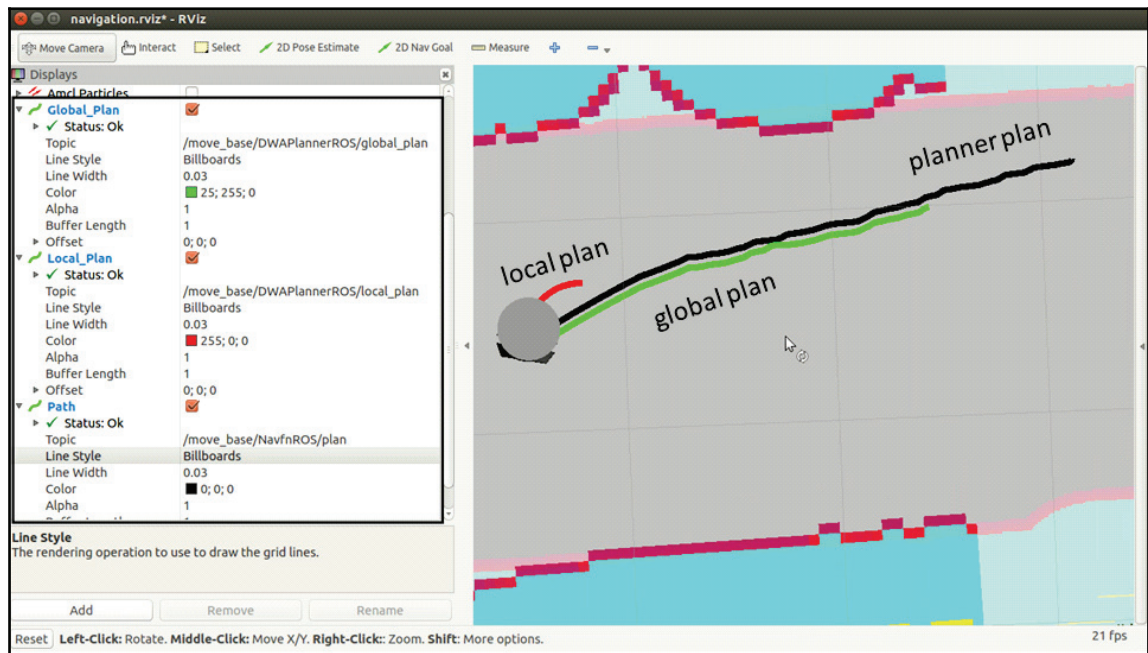 navigation.rviz* - RViz
Move Camera Interact Select 2D Pose Estimate 2D Nav Goal Measure
Displays
Amcl Particles
Global_Plan
Status: Ok
Topic /move_base/DWAPlannerROS/global_plan
Line Style Billboards
Line Width 0.03
Color 25; 255; 0
Alpha 1
Buffer Length 1
Offset 0; 0; 0
Local_Plan
Status: Ok
Topic /move_base/DWAPlannerROS/local_plan
Line Style Billboards
Line Width 0.03
Color 255; 0; 0
Alpha 1
Buffer Length 1
Offset 0; 0; 0
Path
Status: Ok
Topic /move_base/NavfnROS/plan
Line Style Billboards
Line Width 0.03
Color 0; 0; 0
Alpha 1
Line Style
The rendering operation to use to draw the grid lines.
Add Remove Rename
planner plan
local plan
global plan
Reset Left-Click: Rotate. Middle-Click: Move X/Y. Right-Click:: Zoom. Shift: More options. 21 fps